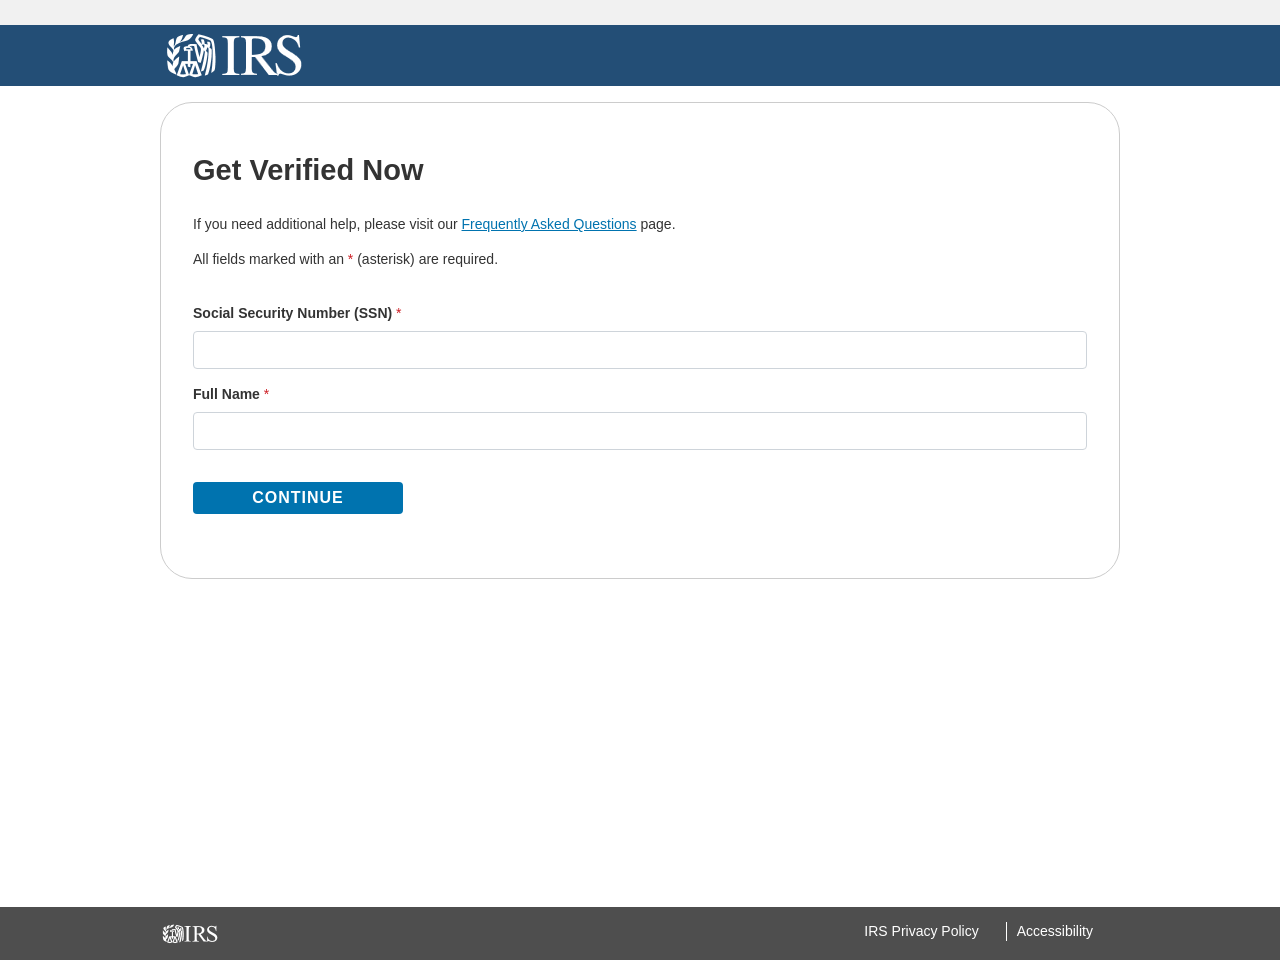 IRS
Get Verified Now
If you need additional help, please visit our Frequently Asked Questions page.
All fields marked with an * (asterisk) are required.
Social Security Number (SSN) *
Full Name *
CONTINUE
IRS
IRS Privacy Policy
Accessibility